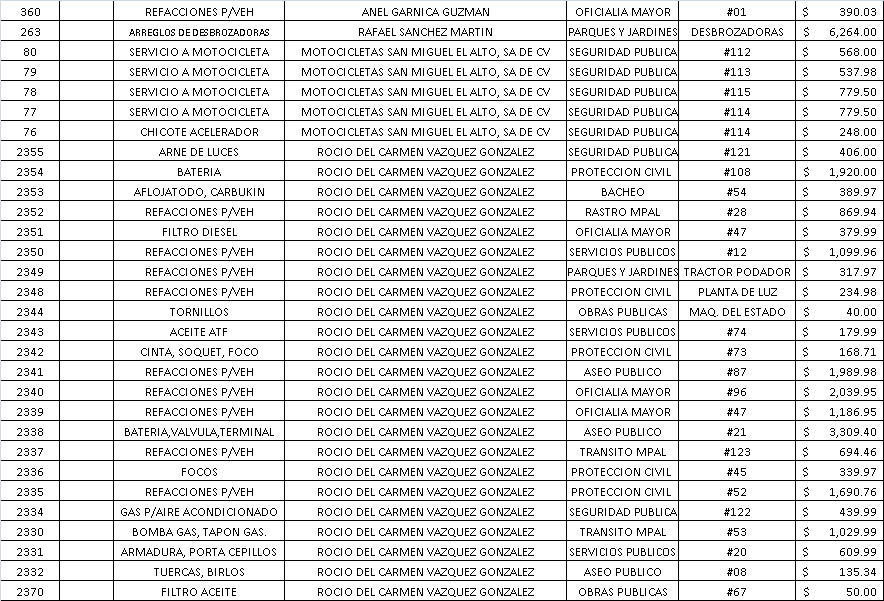 360 REFACCIONES P/VEH ANEL GARNICA GUZMAN OFICIALIA MAYOR #01 $ 390.03
263 ARREGLOS DE DESBROZADORAS RAFAEL SANCHEZ MARTIN PARQUES Y JARDINES DESBROZADORAS $ 6,264.00
80 SERVICIO A MOTOCICLETA MOTOCICLETAS SAN MIGUEL EL ALTO, SA DE CV SEGURIDAD PUBLICA #112 $ 568.00
79 SERVICIO A MOTOCICLETA MOTOCICLETAS SAN MIGUEL EL ALTO, SA DE CV SEGURIDAD PUBLICA #113 $ 537.98
78 SERVICIO A MOTOCICLETA MOTOCICLETAS SAN MIGUEL EL ALTO, SA DE CV SEGURIDAD PUBLICA #115 $ 779.50
77 SERVICIO A MOTOCICLETA MOTOCICLETAS SAN MIGUEL EL ALTO, SA DE CV SEGURIDAD PUBLICA #114 $ 779.50
76 CHICOTE ACELERADOR MOTOCICLETAS SAN MIGUEL EL ALTO, SA DE CV SEGURIDAD PUBLICA #114 $ 248.00
2355 ARNE DE LUCES ROCIO DEL CARMEN VAZQUEZ GONZALEZ SEGURIDAD PUBLICA #121 $ 406.00
2354 BATERIA ROCIO DEL CARMEN VAZQUEZ GONZALEZ PROTECCION CIVIL #108 $ 1,920.00
2353 AFLOJATODO, CARBUKIN ROCIO DEL CARMEN VAZQUEZ GONZALEZ BACHEO #54 $ 389.97
2352 REFACCIONES P/VEH ROCIO DEL CARMEN VAZQUEZ GONZALEZ RASTRO MPAL #28 $ 869.94
2351 FILTRO DIESEL ROCIO DEL CARMEN VAZQUEZ GONZALEZ OFICIALIA MAYOR #47 $ 379.99
2350 REFACCIONES P/VEH ROCIO DEL CARMEN VAZQUEZ GONZALEZ SERVICIOS PUBLICOS #12 $ 1,099.96
2349 REFACCIONES P/VEH ROCIO DEL CARMEN VAZQUEZ GONZALEZ PARQUES Y JARDINES TRACTOR PODADOR $ 317.97
2348 REFACCIONES P/VEH ROCIO DEL CARMEN VAZQUEZ GONZALEZ PROTECCION CIVIL PLANTA DE LUZ $ 234.98
2344 TORNILLOS ROCIO DEL CARMEN VAZQUEZ GONZALEZ OBRAS PUBLICAS MAQ. DEL ESTADO $ 40.00
2343 ACEITE ATF ROCIO DEL CARMEN VAZQUEZ GONZALEZ SERVICIOS PUBLICOS #74 $ 179.99
2342 CINTA, SOQUET, FOCO ROCIO DEL CARMEN VAZQUEZ GONZALEZ PROTECCION CIVIL #73 $ 168.71
2341 REFACCIONES P/VEH ROCIO DEL CARMEN VAZQUEZ GONZALEZ ASEO PUBLICO #87 $ 1,989.98
2340 REFACCIONES P/VEH ROCIO DEL CARMEN VAZQUEZ GONZALEZ OFICIALIA MAYOR #96 $ 2,039.95
2339 REFACCIONES P/VEH ROCIO DEL CARMEN VAZQUEZ GONZALEZ OFICIALIA MAYOR #47 $ 1,186.95
2338 BATERIA,VALVULA,TERMINAL ROCIO DEL CARMEN VAZQUEZ GONZALEZ ASEO PUBLICO #21 $ 3,309.40
2337 REFACCIONES P/VEH ROCIO DEL CARMEN VAZQUEZ GONZALEZ TRANSITO MPAL #123 $ 694.46
2336 FOCOS ROCIO DEL CARMEN VAZQUEZ GONZALEZ PROTECCION CIVIL #45 $ 339.97
2335 REFACCIONES P/VEH ROCIO DEL CARMEN VAZQUEZ GONZALEZ PROTECCION CIVIL #52 $ 1,690.76
2334 GAS P/AIRE ACONDICIONADO ROCIO DEL CARMEN VAZQUEZ GONZALEZ SEGURIDAD PUBLICA #122 $ 439.99
2330 BOMBA GAS, TAPON GAS. ROCIO DEL CARMEN VAZQUEZ GONZALEZ TRANSITO MPAL #53 $ 1,029.99
2331 ARMADURA, PORTA CEPILLOS ROCIO DEL CARMEN VAZQUEZ GONZALEZ SERVICIOS PUBLICOS #20 $ 609.99
2332 TUERCAS, BIRLOS ROCIO DEL CARMEN VAZQUEZ GONZALEZ ASEO PUBLICO #08 $ 135.34
2370 FILTRO ACEITE ROCIO DEL CARMEN VAZQUEZ GONZALEZ OBRAS PUBLICAS #67 $ 50.00